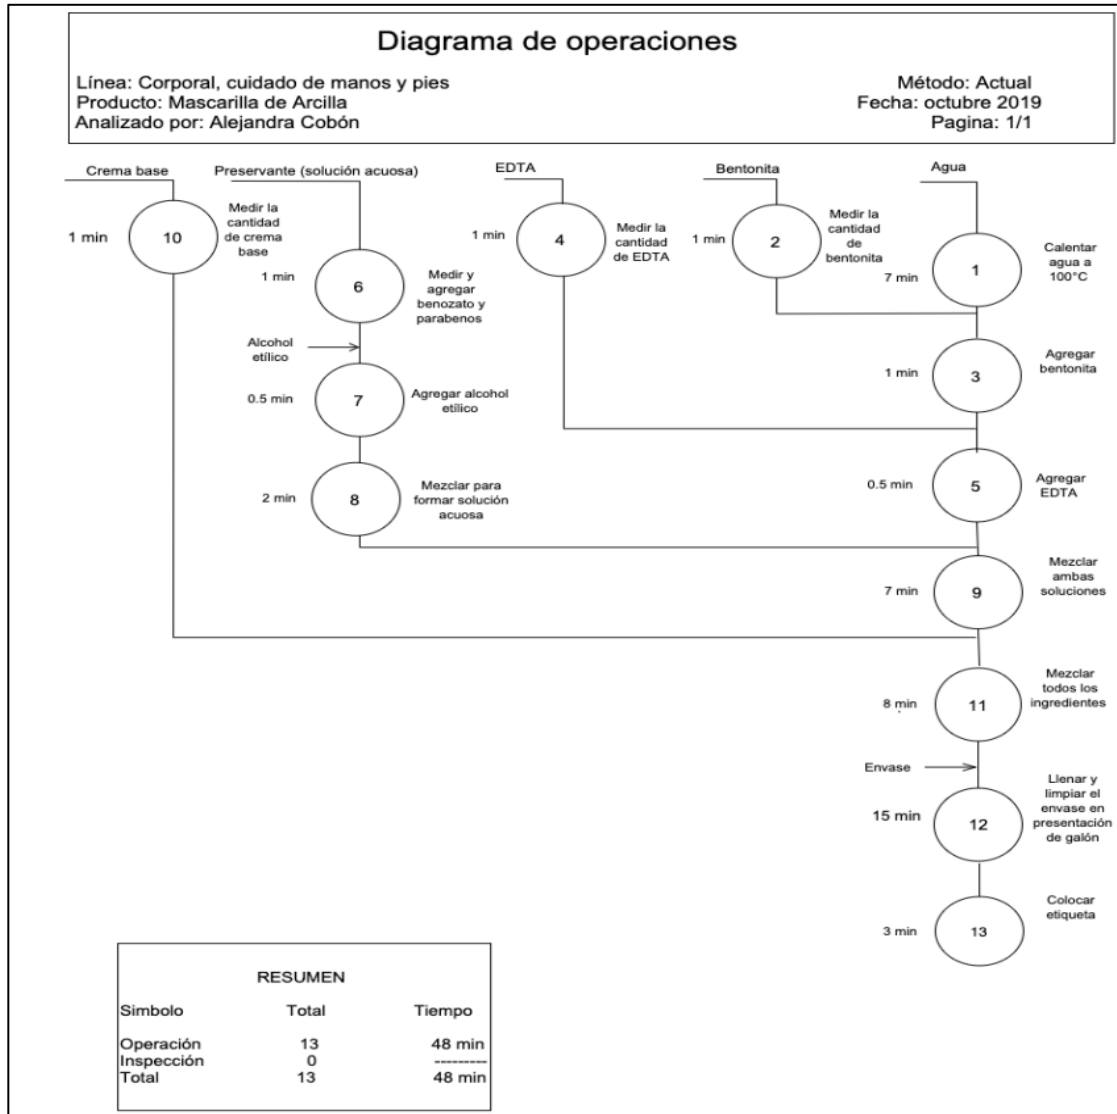 Diagrama de operaciones
Línea: Corporal, cuidado de manos y pies
Método: Actual
Producto: Mascarilla de Arcilla
Fecha: octubre 2019
Analizado por: Alejandra Cobón
Pagina: 1/1
Crema base
Preservante (solución acuosa)
EDTA
Bentonita
Agua
1 min
10
Medir la
cantidad
de crema
base
1 min
6
Medir y
agregar
benozato y
parabenos
Alcohol
etílico
0.5 min
7
Agregar alcohol
etílico
2 min
8
Mezclar para
formar solución
acuosa
1 min
4
Medir la
cantidad
de EDTA
1 min
2
Medir la
cantidad
de
bentonita
7 min
1
Calentar
agua a
100°C
1 min
3
Agregar
bentonita
0.5 min
5
Agregar
EDTA
7 min
9
Mezclar
ambas
soluciones
8 min
11
Mezclar
todos los
ingredientes
Envase
15 min
12
Llenar y
limpiar el
envase en
presentación
de galón
3 min
13
Colocar
etiqueta
RESUMEN
Simbolo Total Tiempo
Operación 13 48 min
Inspección 0 ---------
Total 13 48 min